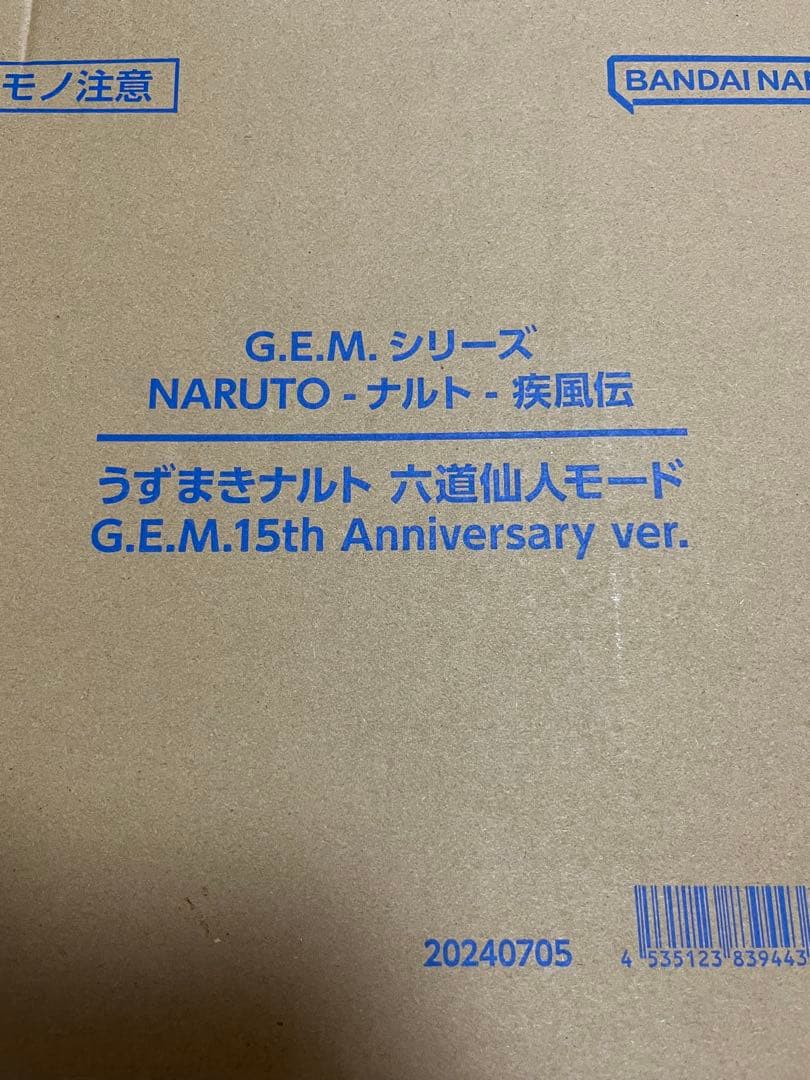 モノ注意
BANDAI NA
G.E.M. シリーズ
NARUTO - ナルト - 疾風伝
うずまきナルト 六道仙人モード
G.E.M.15th Anniversary ver.
20240705
4 535123 839443